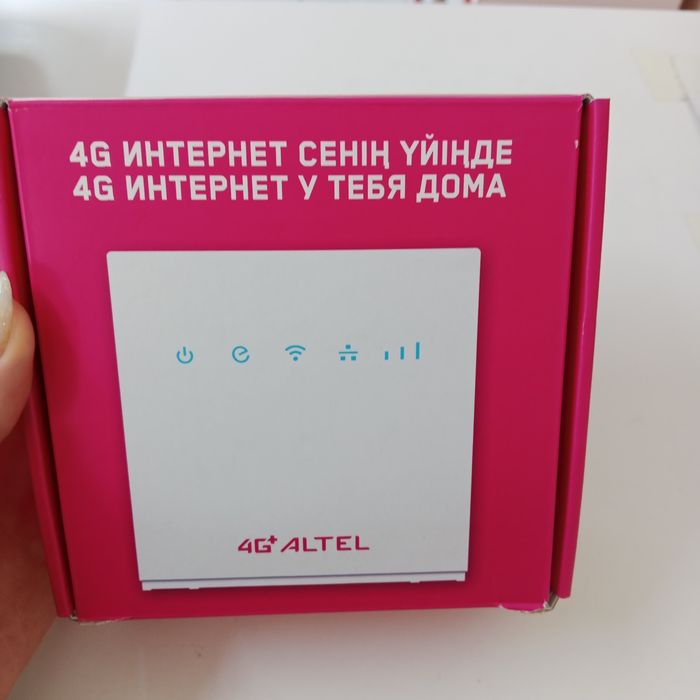 4G ИНТЕРНЕТ СЕНІҢ ҮЙІҢДЕ
4G ИНТЕРНЕТ У ТЕБЯ ДОМА
4G+ ALTEL